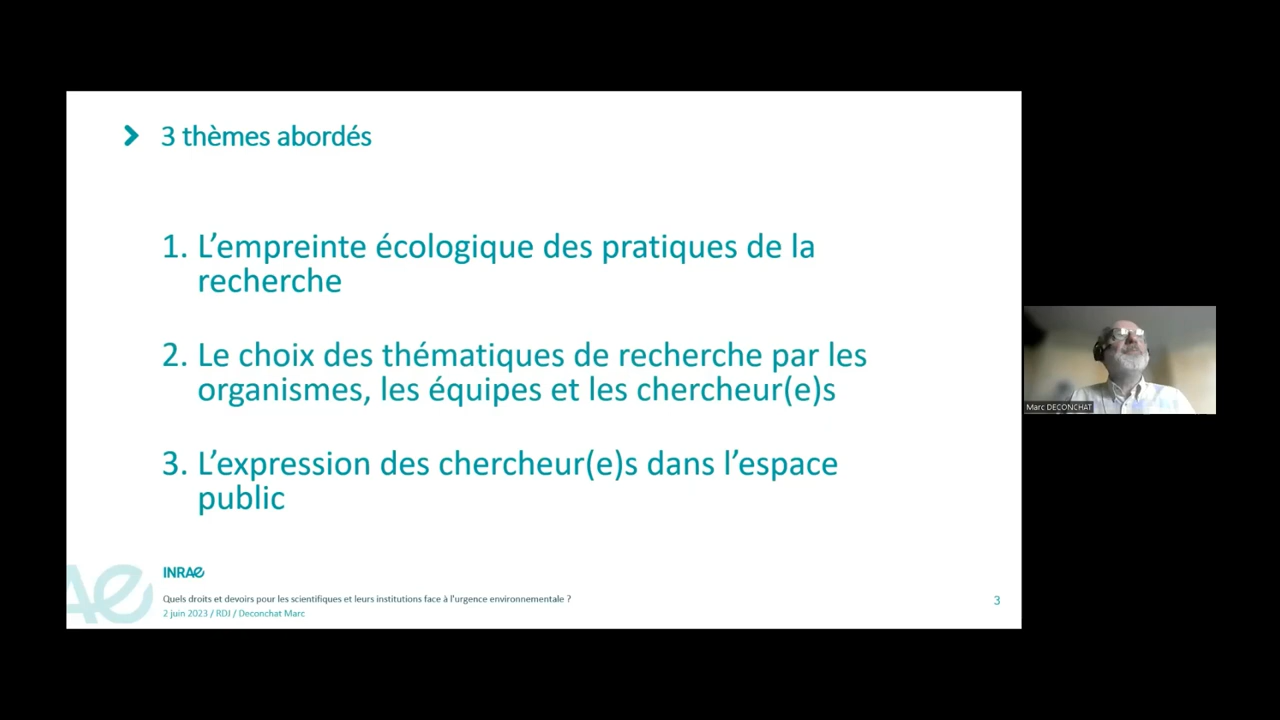 3 thèmes abordés
1. L’empreinte écologique des pratiques de la
recherche
2. Le choix des thématiques de recherche par les
organismes, les équipes et les chercheur(e)s
3. L’expression des chercheur(e)s dans l’espace
public
INRAe
Quels droits et devoirs pour les scientifiques et leurs institutions face à l'urgence environnementale ?
2 juin 2023 / RDJ / Deconchat Marc
3
Marc DECONCHAT